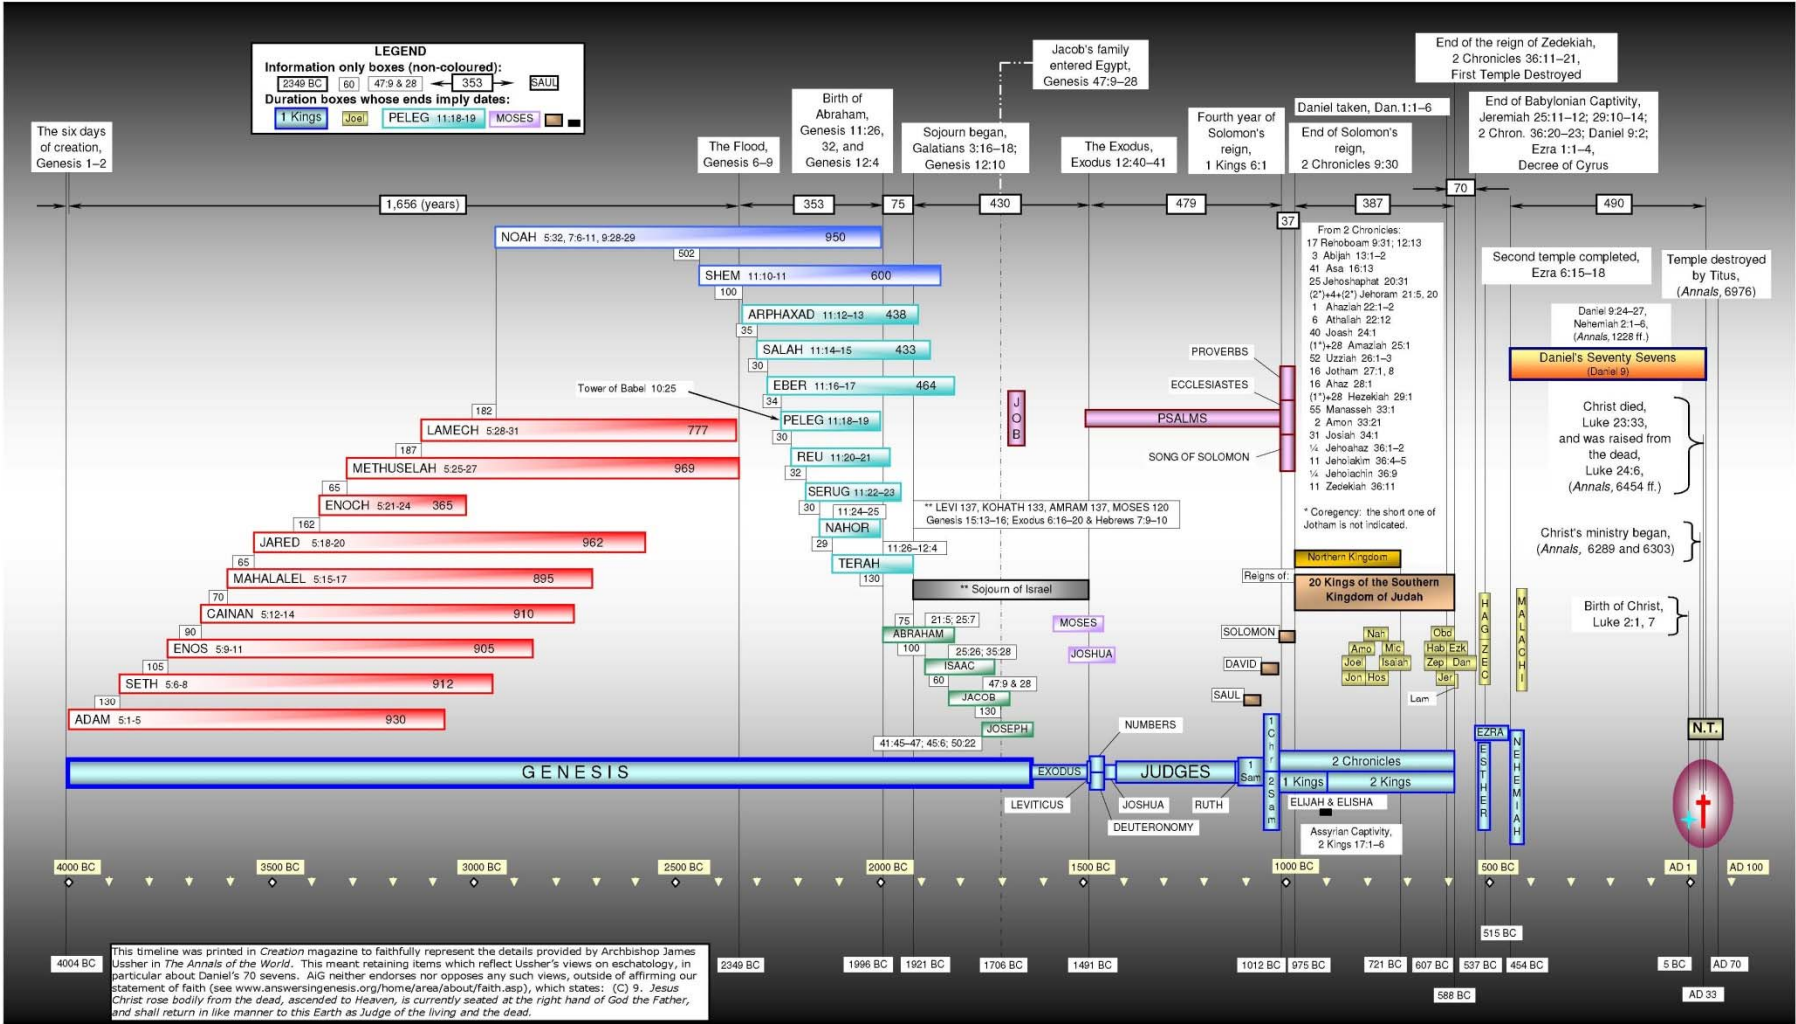 LEGEND
Information only boxes (non-coloured):
2349 BC 60 47:9 & 28 353 SAUL
Duration boxes whose ends imply dates:
1 Kings Joel PELEG 11:18-19 MOSES
The six days
of creation,
Genesis 1–2
The Flood,
Genesis 6–9
Birth of
Abraham,
Genesis 11:26,
32, and
Genesis 12:4
Sojourn began,
Galatians 3:16–18;
Genesis 12:10
Jacob's family
entered Egypt,
Genesis 47:9–28
The Exodus,
Exodus 12:40–41
Fourth year of
Solomon's
reign,
1 Kings 6:1
Daniel taken, Dan.1:1–6
End of Solomon's
reign,
2 Chronicles 9:30
End of the reign of Zedekiah,
2 Chronicles 36:11–21,
First Temple Destroyed
End of Babylonian Captivity,
Jeremiah 25:11–12; 29:10–14;
2 Chron. 36:20–23; Daniel 9:2;
Ezra 1:1–4,
Decree of Cyrus
1,656 (years)
353
75
430
479
37
387
70
490
NOAH 5:32, 7:6-11, 9:28-29 950
502
SHEM 11:10-11 600
100
ARPHAXAD 11:12–13 438
35
SALAH 11:14–15 433
30
EBER 11:16–17 464
34
Tower of Babel 10:25
PELEG 11:18–19
30
REU 11:20–21
32
SERUG 11:22–23
30
11:24–25
NAHOR
29
11:26–12:4
TERAH
130
182
LAMECH 5:28-31 777
187
METHUSELAH 5:25-27 969
65
ENOCH 5:21-24 365
162
JARED 5:18-20 962
65
MAHALALEL 5:15-17 895
70
CAINAN 5:12-14 910
90
ENOS 5:9-11 905
105
SETH 5:6-8 912
130
ADAM 5:1-5 930
JOB
PSALMS
PROVERBS
ECCLESIASTES
SONG OF SOLOMON
** LEVI 137, KOHATH 133, AMRAM 137, MOSES 120
Genesis 15:13–16; Exodus 6:16–20 & Hebrews 7:9–10
** Sojourn of Israel
75
21:5; 25:7
ABRAHAM
100
25:26; 35:28
ISAAC
60
47:9 & 28
JACOB
130
JOSEPH
41:45–47; 45:6; 50:22
MOSES
JOSHUA
From 2 Chronicles:
17 Rehoboam 9:31; 12:13
3 Abijah 13:1–2
41 Asa 16:13
25 Jehoshaphat 20:31
(2*)+4+(2*) Jehoram 21:5, 20
1 Ahaziah 22:1–2
6 Athaliah 22:12
40 Joash 24:1
(1*)+28 Amaziah 25:1
52 Uzziah 26:1–3
16 Jotham 27:1, 8
16 Ahaz 28:1
(1*)+28 Hezekiah 29:1
55 Manasseh 33:1
2 Amon 33:21
31 Josiah 34:1
¼ Jehoahaz 36:1–2
11 Jehoiakim 36:4–5
¼ Jehoiachin 36:9
11 Zedekiah 36:11
* Coregency: the short one of
Jotham is not indicated.
Northern Kingdom
Reigns of:
20 Kings of the Southern
Kingdom of Judah
SOLOMON
DAVID
SAUL
Nah
Amo Mic
Joel Isaiah
Jon Hos
Obd
Hab Ezk
Zep Dan
Jer
Lam
HAG ZEC
MALACHI
Second temple completed,
Ezra 6:15–18
Temple destroyed
by Titus,
(Annals, 6976)
Daniel 9:24–27,
Nehemiah 2:1–6,
(Annals, 1228 ff.)
Daniel's Seventy Sevens
(Daniel 9)
Christ died,
Luke 23:33,
and was raised from
the dead,
Luke 24:6,
(Annals, 6454 ff.)
Christ's ministry began,
(Annals, 6289 and 6303)
Birth of Christ,
Luke 2:1, 7
N.T.
GENESIS
EXODUS
LEVITICUS
NUMBERS
DEUTERONOMY
JOSHUA
JUDGES
RUTH
1 Sam
1 Chr
2 Sam
2 Chronicles
1 Kings
2 Kings
ELIJAH & ELISHA
Assyrian Captivity,
2 Kings 17:1–6
EZRA
ESTHER
NEHEMIAH
4000 BC 3500 BC 3000 BC 2500 BC 2000 BC 1500 BC 1000 BC 500 BC AD 1 AD 100
515 BC
4004 BC 2349 BC 1996 BC 1921 BC 1706 BC 1491 BC 1012 BC 975 BC 721 BC 607 BC 537 BC 454 BC 5 BC AD 70
588 BC AD 33
This timeline was printed in Creation magazine to faithfully represent the details provided by Archbishop James
Ussher in The Annals of the World. This meant retaining items which reflect Ussher's views on eschatology, in
particular about Daniel's 70 sevens. AiG neither endorses nor opposes any such views, outside of affirming our
statement of faith (see www.answersingenesis.org/home/area/about/faith.asp), which states: (C) 9. Jesus
Christ rose bodily from the dead, ascended to Heaven, is currently seated at the right hand of God the Father,
and shall return in like manner to this Earth as Judge of the living and the dead.